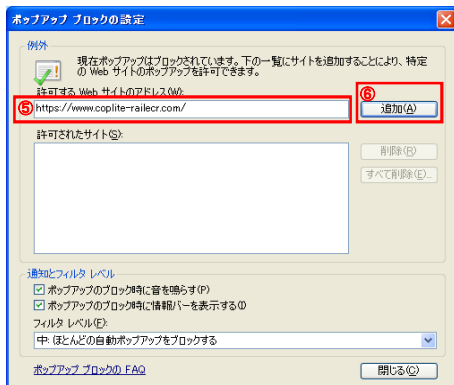 ポップアップ ブロックの設定
例外
現在ポップアップはブロックされています。下の一覧にサイトを追加することにより、特定
の Web サイトのポップアップを許可できます。
許可する Web サイトのアドレス(W):
⑤ https://www.coplite-railecr.com/
⑥ 追加(A)
許可されたサイト(S):
削除(R)
すべて削除(E)...
通知とフィルタ レベル
ポップアップのブロック時に音を鳴らす(P)
ポップアップのブロック時に情報バーを表示する(I)
フィルタ レベル(F):
中: ほとんどの自動ポップアップをブロックする
ポップアップ ブロックの FAQ
閉じる(C)